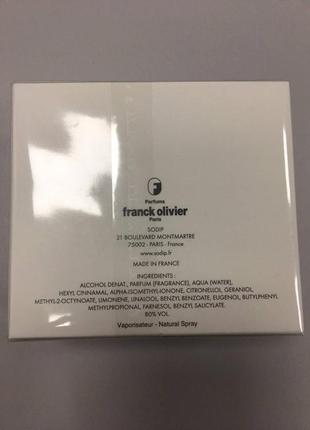 F
Parfums
franck olivier
Paris
SODIP
21 BOULEVARD MONTMARTRE
75002 - PARIS - France
www.sodip.fr
MADE IN FRANCE
INGREDIENTS :
ALCOHOL DENAT., PARFUM (FRAGRANCE), AQUA (WATER),
HEXYL CINNAMAL, ALPHA-ISOMETHYL-IONONE, CITRONELLOL, GERANIOL,
METHYL-2-OCTYNOATE, LIMONENE, LINALOOL, BENZYL BENZOATE, EUGENOL, BUTYLPHENYL
METHYLPROPIONAL, FARNESOL, BENZYL SALICYLATE.
80% VOL.
Vaporisateur - Natural Spray